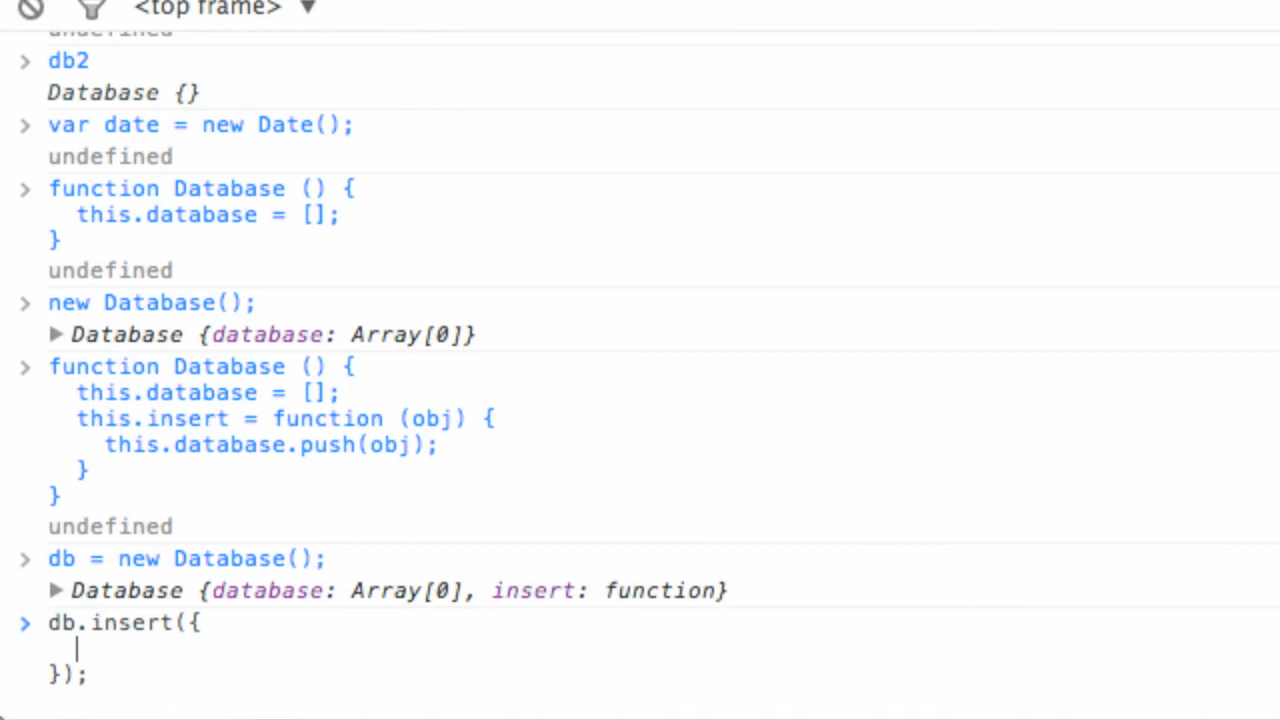 <top frame> ▼
undefined
> db2
Database {}
> var date = new Date();
undefined
> function Database () {
  this.database = [];
}
undefined
> new Database();
▶ Database {database: Array[0]}
> function Database () {
  this.database = [];
  this.insert = function (obj) {
    this.database.push(obj);
  }
}
undefined
> db = new Database();
▶ Database {database: Array[0], insert: function}
> db.insert({
});